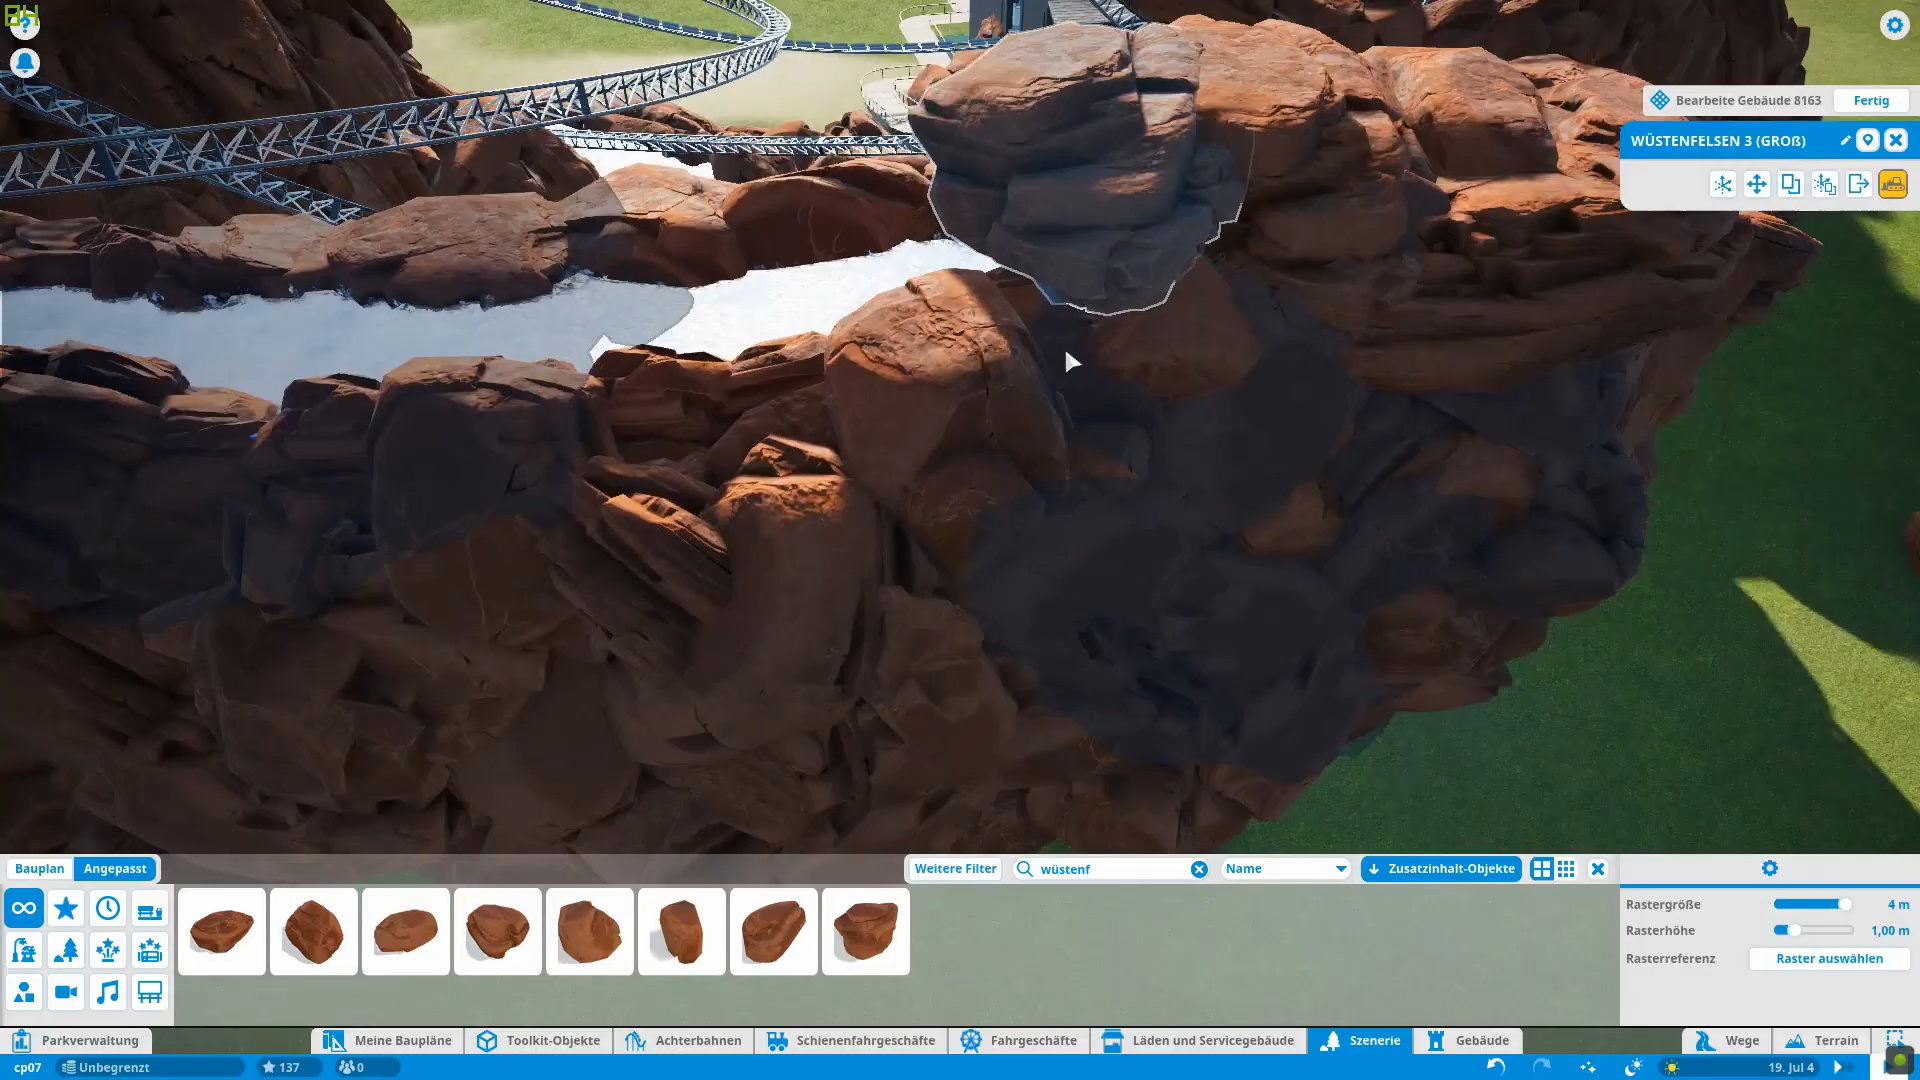 BH
?
Bearbeite Gebäude 8163
Fertig
WÜSTENFELSEN 3 (GROß)
Bauplan
Angepasst
Weitere Filter
wüstenf
Name
Zusatzinhalt-Objekte
Rastergröße
4 m
Rasterhöhe
1,00 m
Rasterreferenz
Raster auswählen
Parkverwaltung
Meine Baupläne
Toolkit-Objekte
Achterbahnen
Schienenfahrgeschäfte
Fahrgeschäfte
Läden und Servicegebäude
Szenerie
Gebäude
Wege
Terrain
cp07
Unbegrenzt
137
0
19. Jul 4